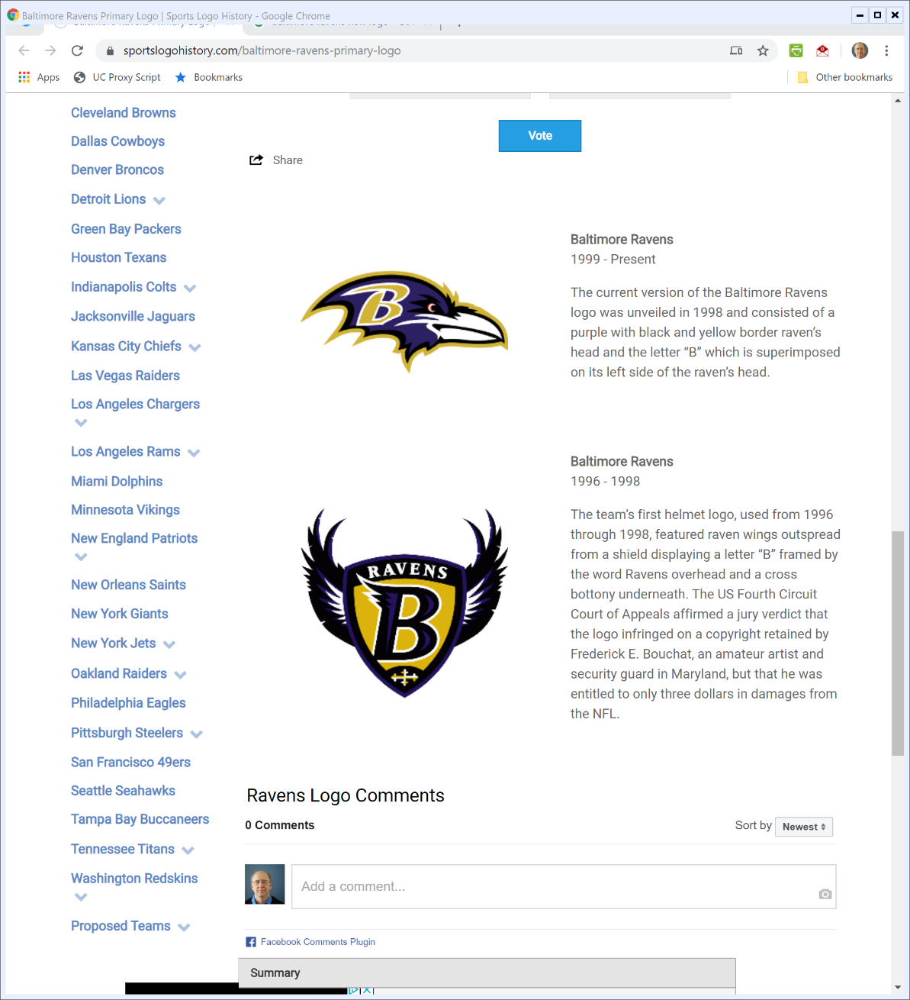 Baltimore Ravens Primary Logo | Sports Logo History - Google Chrome
sportslogohistory.com/baltimore-ravens-primary-logo
Apps UC Proxy Script Bookmarks Other bookmarks
Cleveland Browns
Dallas Cowboys
Denver Broncos
Detroit Lions
Green Bay Packers
Houston Texans
Indianapolis Colts
Jacksonville Jaguars
Kansas City Chiefs
Las Vegas Raiders
Los Angeles Chargers
Los Angeles Rams
Miami Dolphins
Minnesota Vikings
New England Patriots
New Orleans Saints
New York Giants
New York Jets
Oakland Raiders
Philadelphia Eagles
Pittsburgh Steelers
San Francisco 49ers
Seattle Seahawks
Tampa Bay Buccaneers
Tennessee Titans
Washington Redskins
Proposed Teams
Vote
Share
B
Baltimore Ravens
1999 - Present
The current version of the Baltimore Ravens
logo was unveiled in 1998 and consisted of a
purple with black and yellow border raven’s
head and the letter “B” which is superimposed
on its left side of the raven’s head.
RAVENS
B
Baltimore Ravens
1996 - 1998
The team’s first helmet logo, used from 1996
through 1998, featured raven wings outspread
from a shield displaying a letter “B” framed by
the word Ravens overhead and a cross
bottony underneath. The US Fourth Circuit
Court of Appeals affirmed a jury verdict that
the logo infringed on a copyright retained by
Frederick E. Bouchat, an amateur artist and
security guard in Maryland, but that he was
entitled to only three dollars in damages from
the NFL.
Ravens Logo Comments
0 Comments
Sort by Newest
Add a comment...
Facebook Comments Plugin
Summary